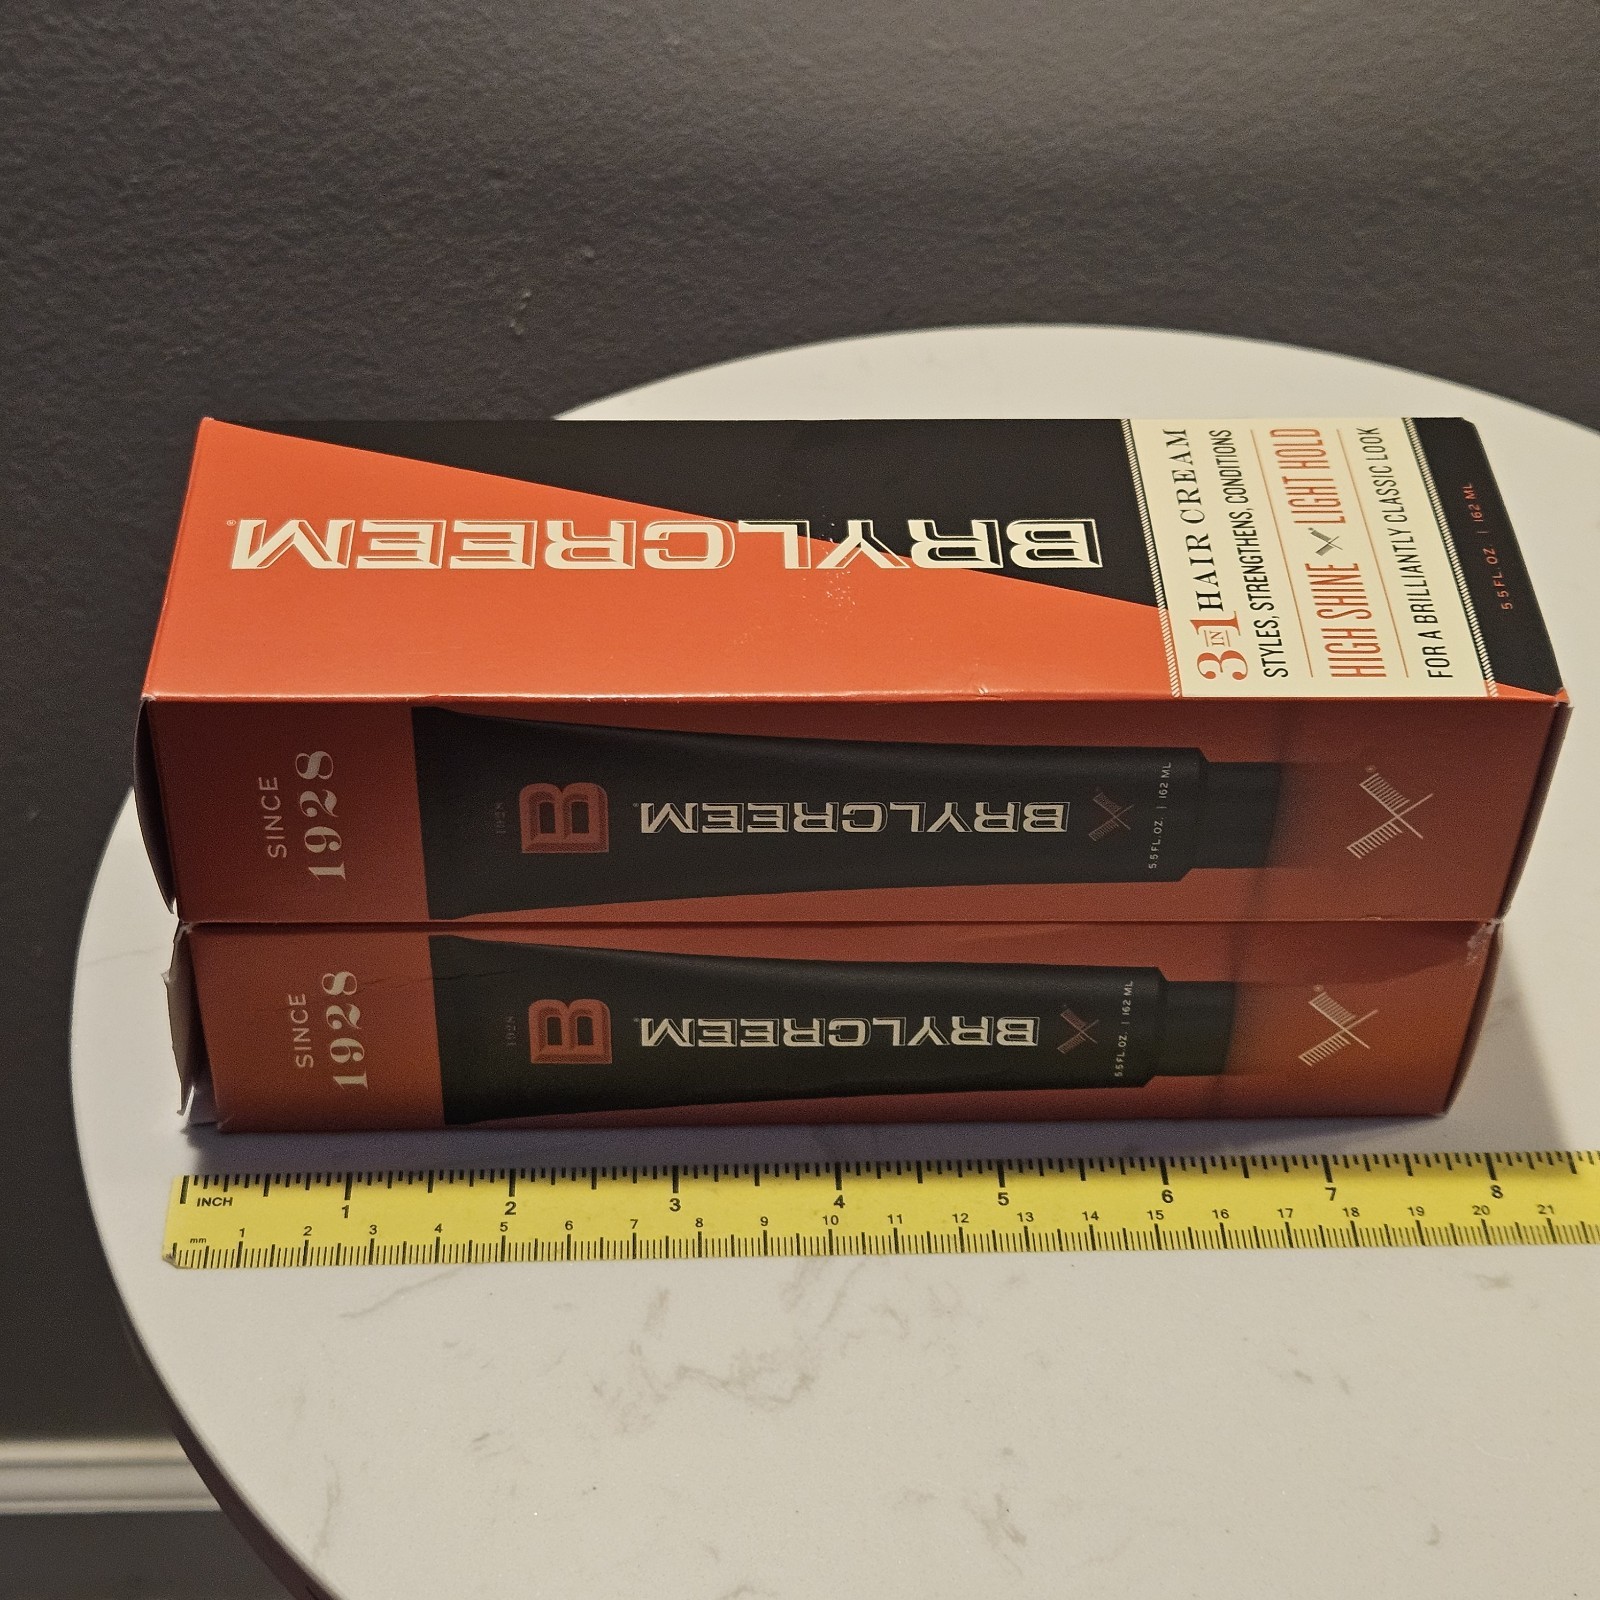 BRYLCREEM®
3 IN 1 HAIR CREAM
STYLES, STRENGTHENS, CONDITIONS
HIGH SHINE LIGHT HOLD
FOR A BRILLIANTLY CLASSIC LOOK
5.5 FL. OZ. | 162 ML
SINCE
1928
1928
B
BRYLCREEM®
5.5 FL. OZ. | 162 ML
SINCE
1928
1928
B
BRYLCREEM®
5.5 FL. OZ. | 162 ML
INCH 1 2 3 4 5 6 7 8
mm 1 2 3 4 5 6 7 8 9 10 11 12 13 14 15 16 17 18 19 20 21